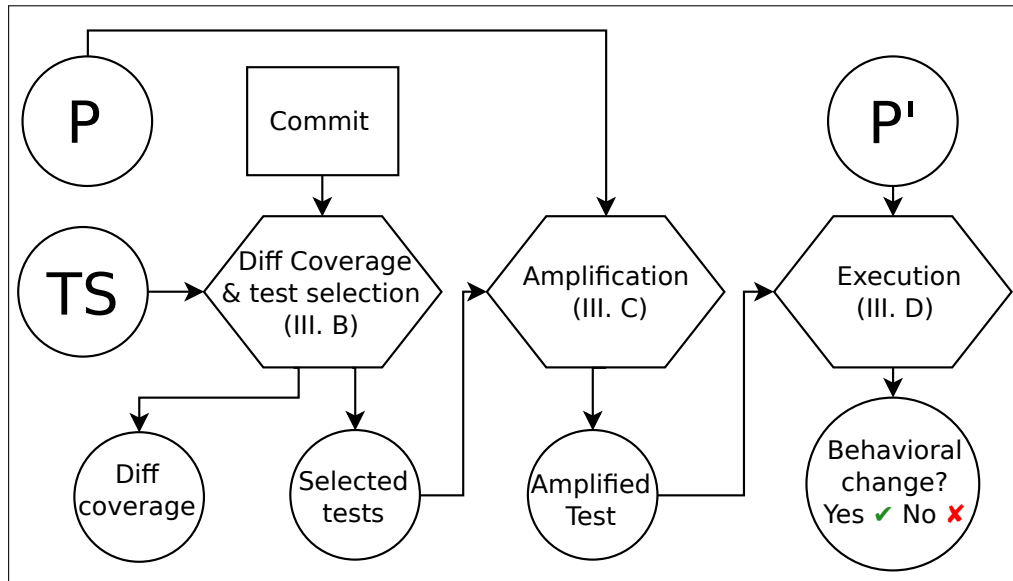 P
Commit
P'
TS
Diff Coverage
& test selection
(III. B)
Amplification
(III. C)
Execution
(III. D)
Diff
coverage
Selected
tests
Amplified
Test
Behavioral
change?
Yes ✔ No ✘